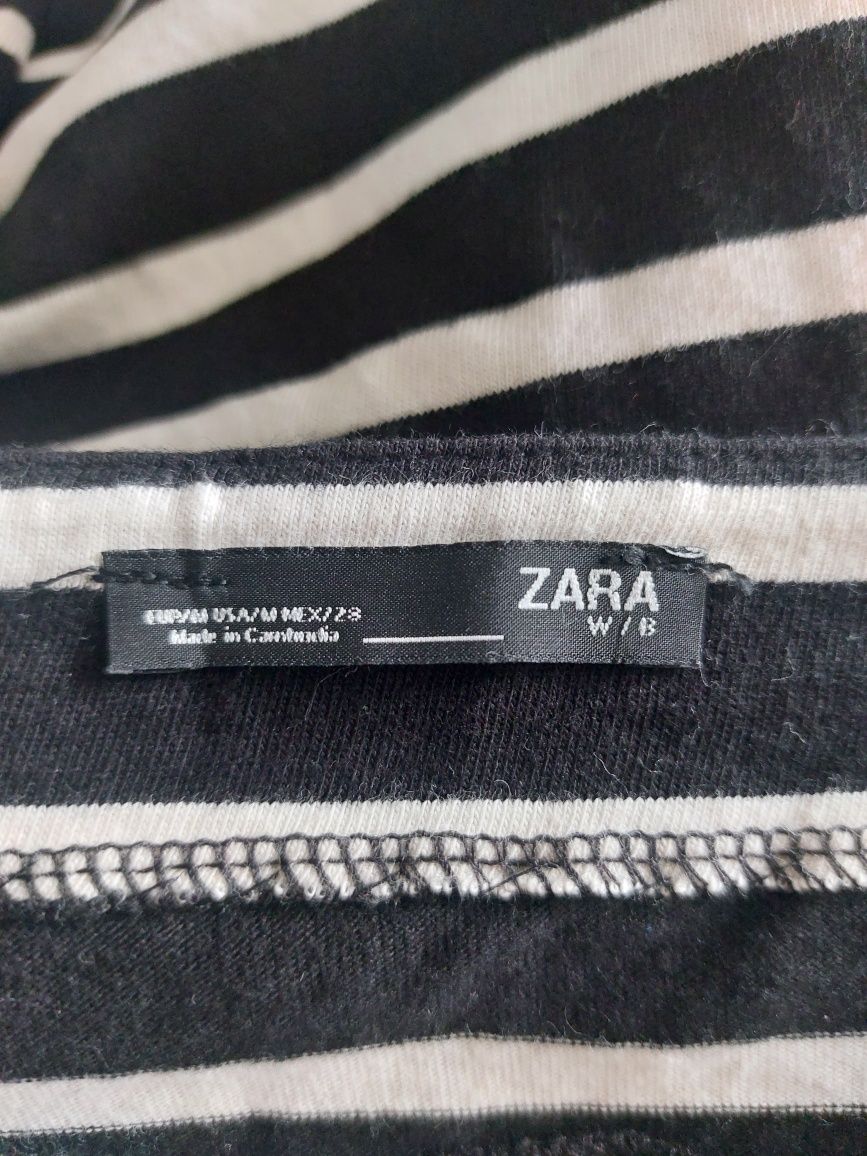 EUR/M USA/M MEX/28
Made in Cambodia
ZARA
W/B